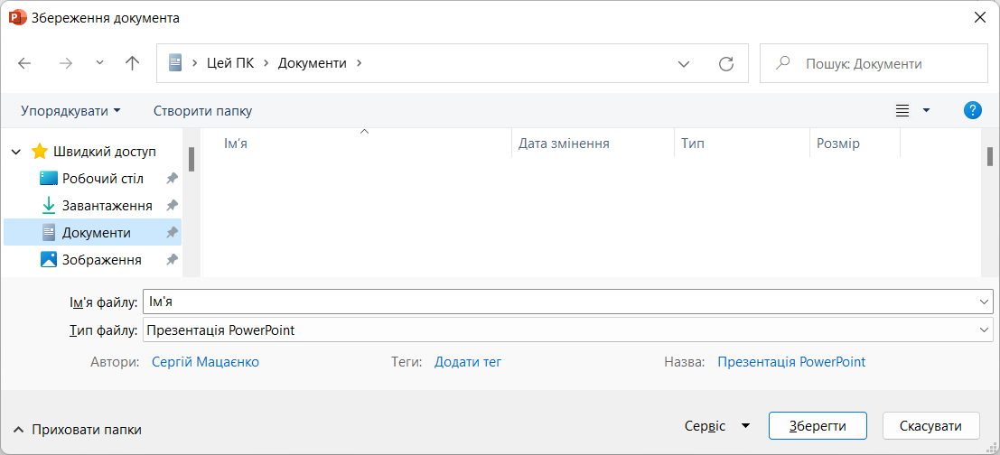 Збереження документа
Цей ПК > Документи >
Пошук: Документи
Упорядкувати
Створити папку
?
Ім’я
Дата змінення
Тип
Розмір
Швидкий доступ
Робочий стіл
Завантаження
Документи
Зображення
Ім'я файлу: Ім'я
Тип файлу: Презентація PowerPoint
Автори: Сергій Мацаєнко
Теги: Додати тег
Назва: Презентація PowerPoint
Приховати папки
Сервіс
Зберегти
Скасувати